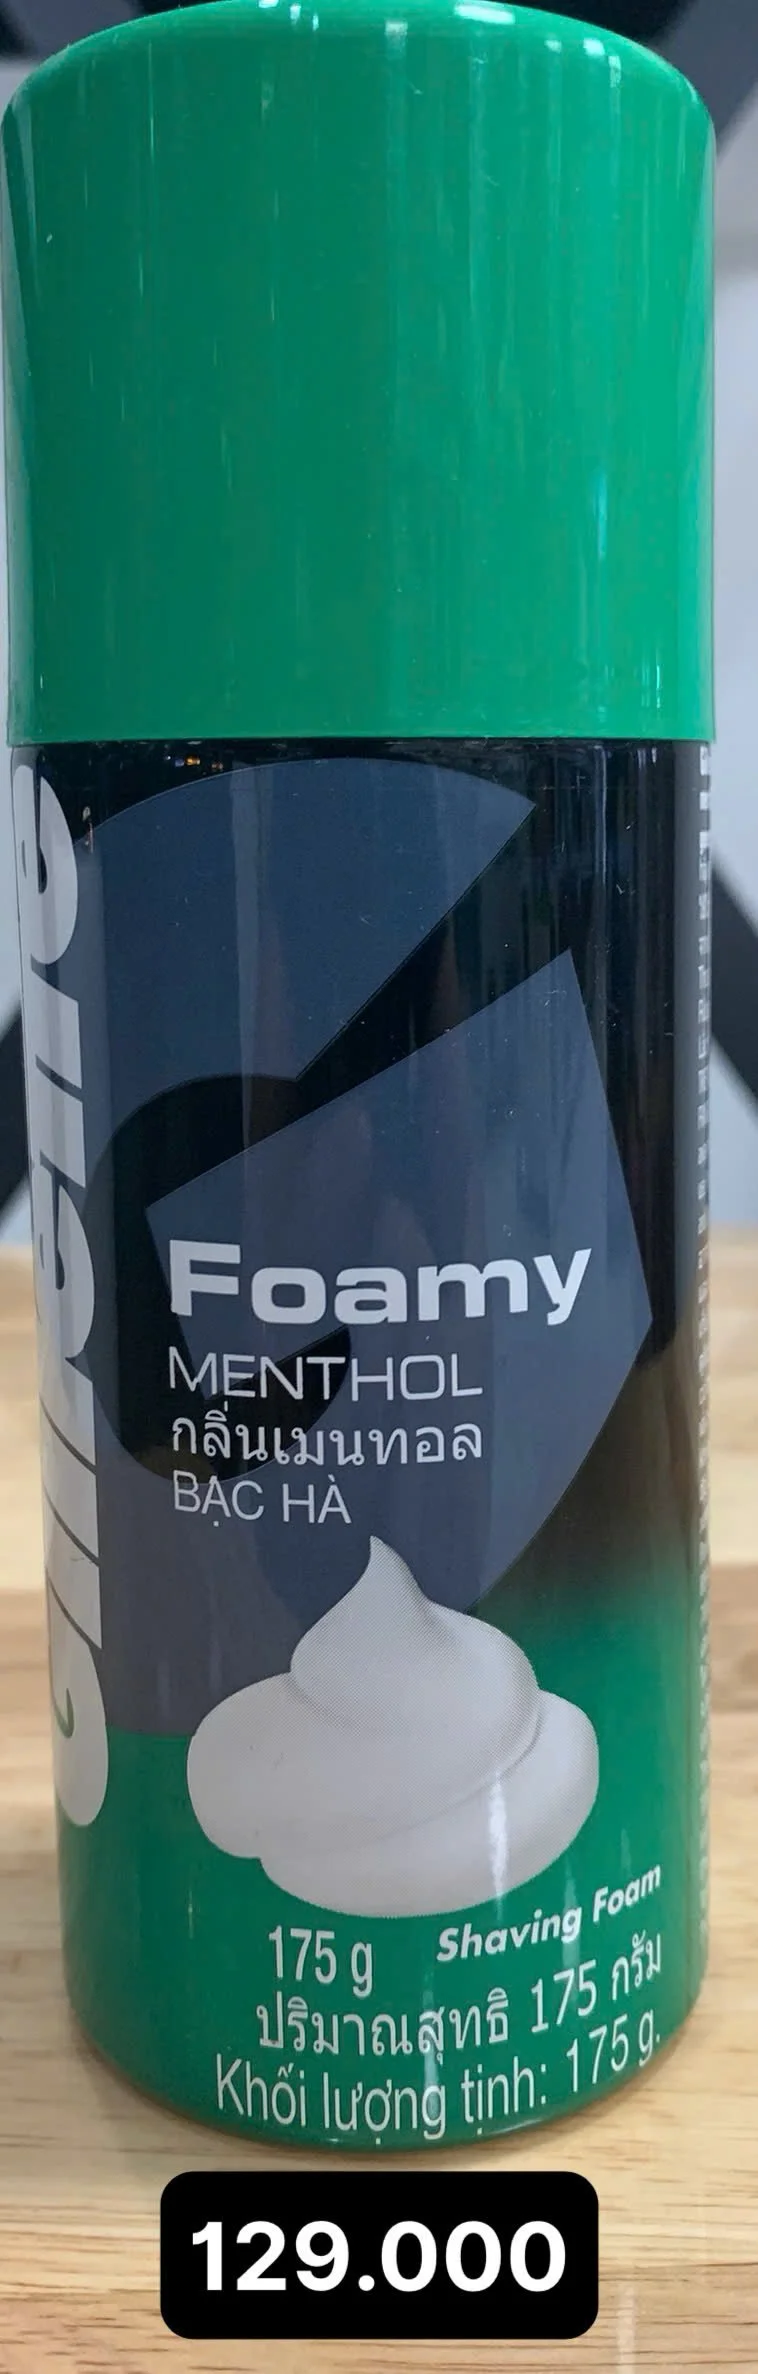 Gillette
Foamy
MENTHOL
กลิ่นเมนทอล
BẠC HÀ
175 g Shaving Foam
ปริมาณสุทธิ 175 กรัม
Khối lượng tịnh: 175 g.
129.000